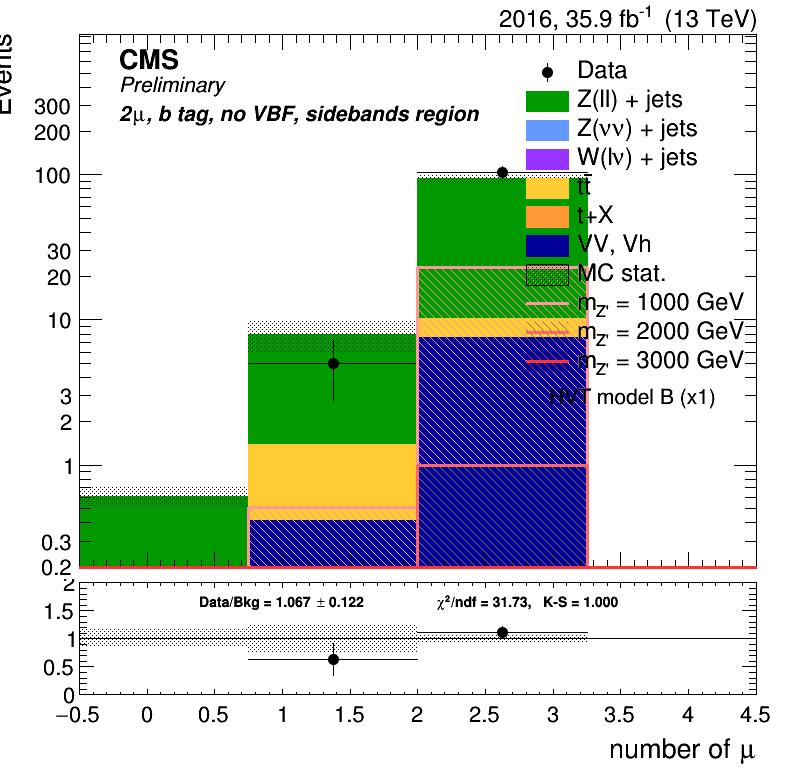 2016, 35.9 fb⁻¹ (13 TeV)
Events
CMS
Preliminary
2μ, b tag, no VBF, sidebands region
Data
Z(ll) + jets
Z(νν) + jets
W(lν) + jets
tt̄
t+X
VV, Vh
MC stat.
m_Z' = 1000 GeV
m_Z' = 2000 GeV
m_Z' = 3000 GeV
HVT model B (x1)
300
200
100
30
20
10
3
2
1
0.3
0.2
Data/Bkg = 1.067 ± 0.122
χ²/ndf = 31.73, K-S = 1.000
2
1.5
1
0.5
0
−0.5 0 0.5 1 1.5 2 2.5 3 3.5 4 4.5
number of μ